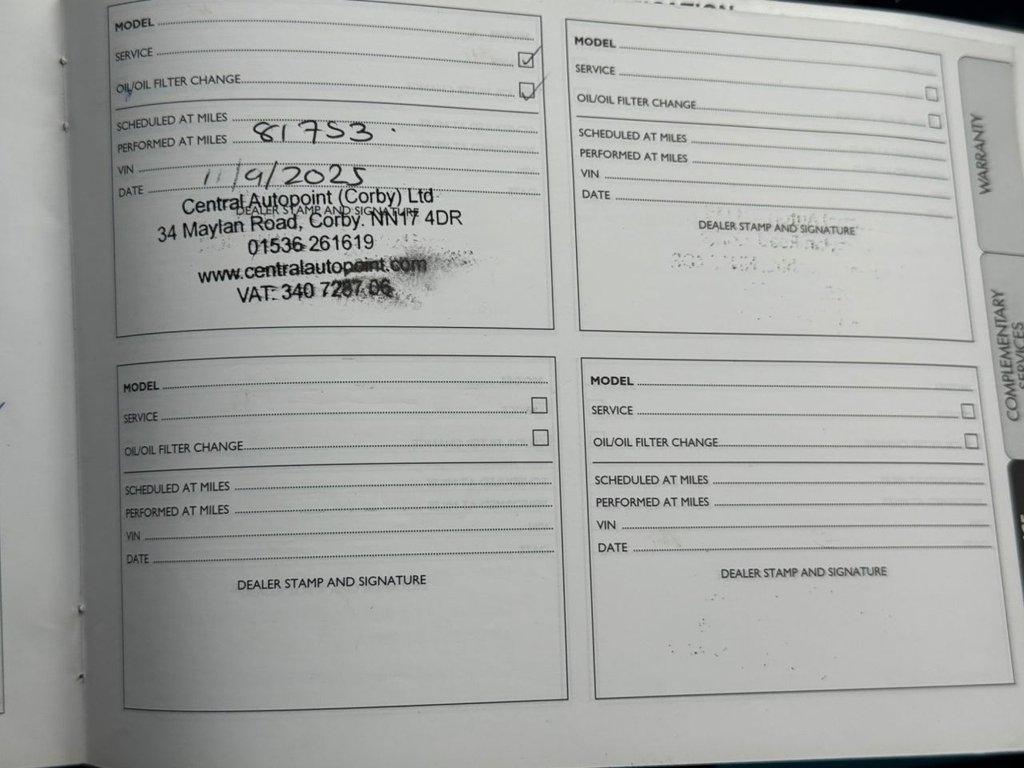 MODEL
SERVICE ✓
OIL/OIL FILTER CHANGE ✓
SCHEDULED AT MILES
PERFORMED AT MILES 81753
VIN
DATE 11/9/2025
DEALER STAMP AND SIGNATURE
Central Autopoint (Corby) Ltd
34 Maylan Road, Corby. NN17 4DR
01536 261619
www.centralautopoint.com
VAT: 340 7287 06
MODEL
SERVICE
OIL/OIL FILTER CHANGE
SCHEDULED AT MILES
PERFORMED AT MILES
VIN
DATE
DEALER STAMP AND SIGNATURE
MODEL
SERVICE
OIL/OIL FILTER CHANGE
SCHEDULED AT MILES
PERFORMED AT MILES
VIN
DATE
DEALER STAMP AND SIGNATURE
MODEL
SERVICE
OIL/OIL FILTER CHANGE
SCHEDULED AT MILES
PERFORMED AT MILES
VIN
DATE
DEALER STAMP AND SIGNATURE
WARRANTY
COMPLEMENTARY
SERVICES